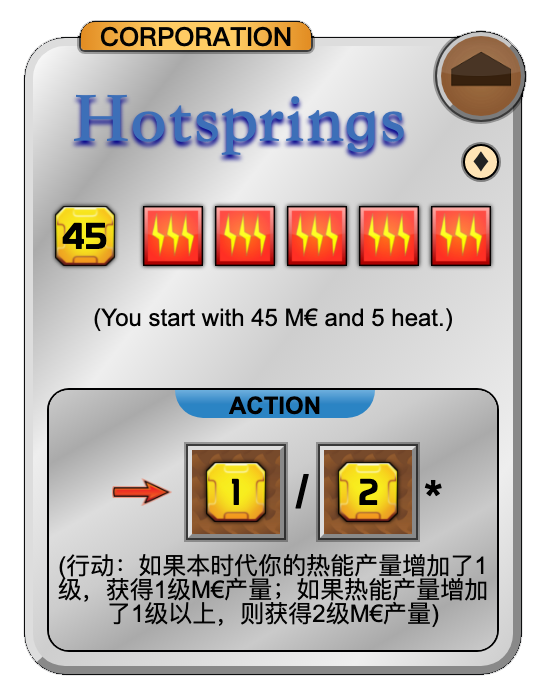 CORPORATION
Hotsprings
45
(You start with 45 M€ and 5 heat.)
ACTION
1 / 2 *
(行动：如果本时代你的热能产量增加了1
级，获得1级M€产量；如果热能产量增加
了1级以上，则获得2级M€产量)